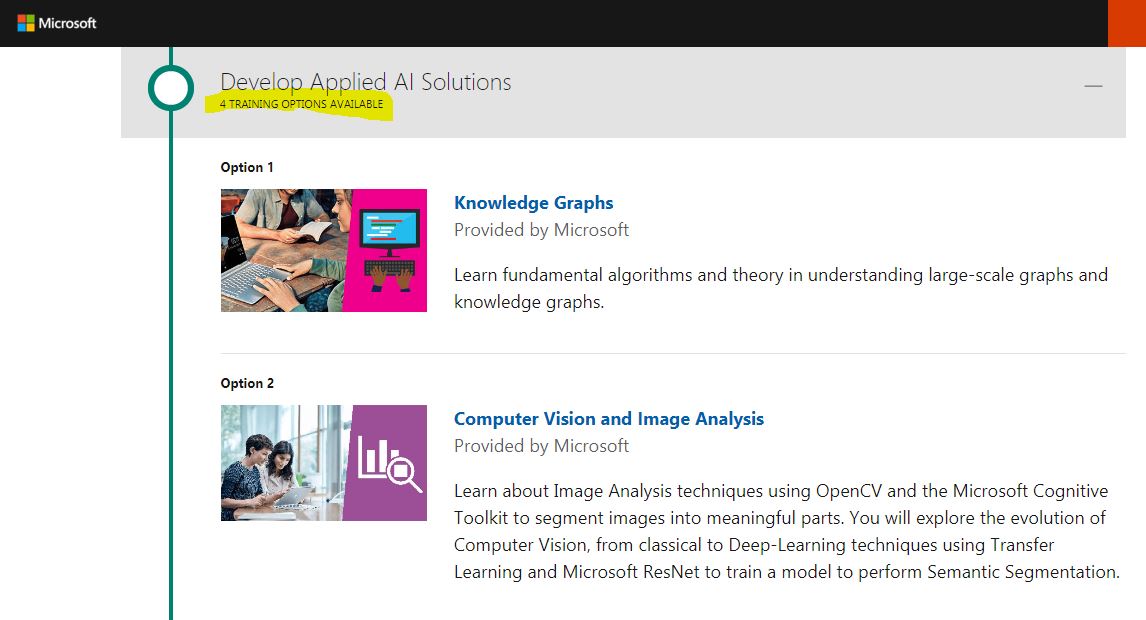 Microsoft
Develop Applied AI Solutions
4 TRAINING OPTIONS AVAILABLE
Option 1
Knowledge Graphs
Provided by Microsoft
Learn fundamental algorithms and theory in understanding large-scale graphs and
knowledge graphs.
Option 2
Computer Vision and Image Analysis
Provided by Microsoft
Learn about Image Analysis techniques using OpenCV and the Microsoft Cognitive
Toolkit to segment images into meaningful parts. You will explore the evolution of
Computer Vision, from classical to Deep-Learning techniques using Transfer
Learning and Microsoft ResNet to train a model to perform Semantic Segmentation.